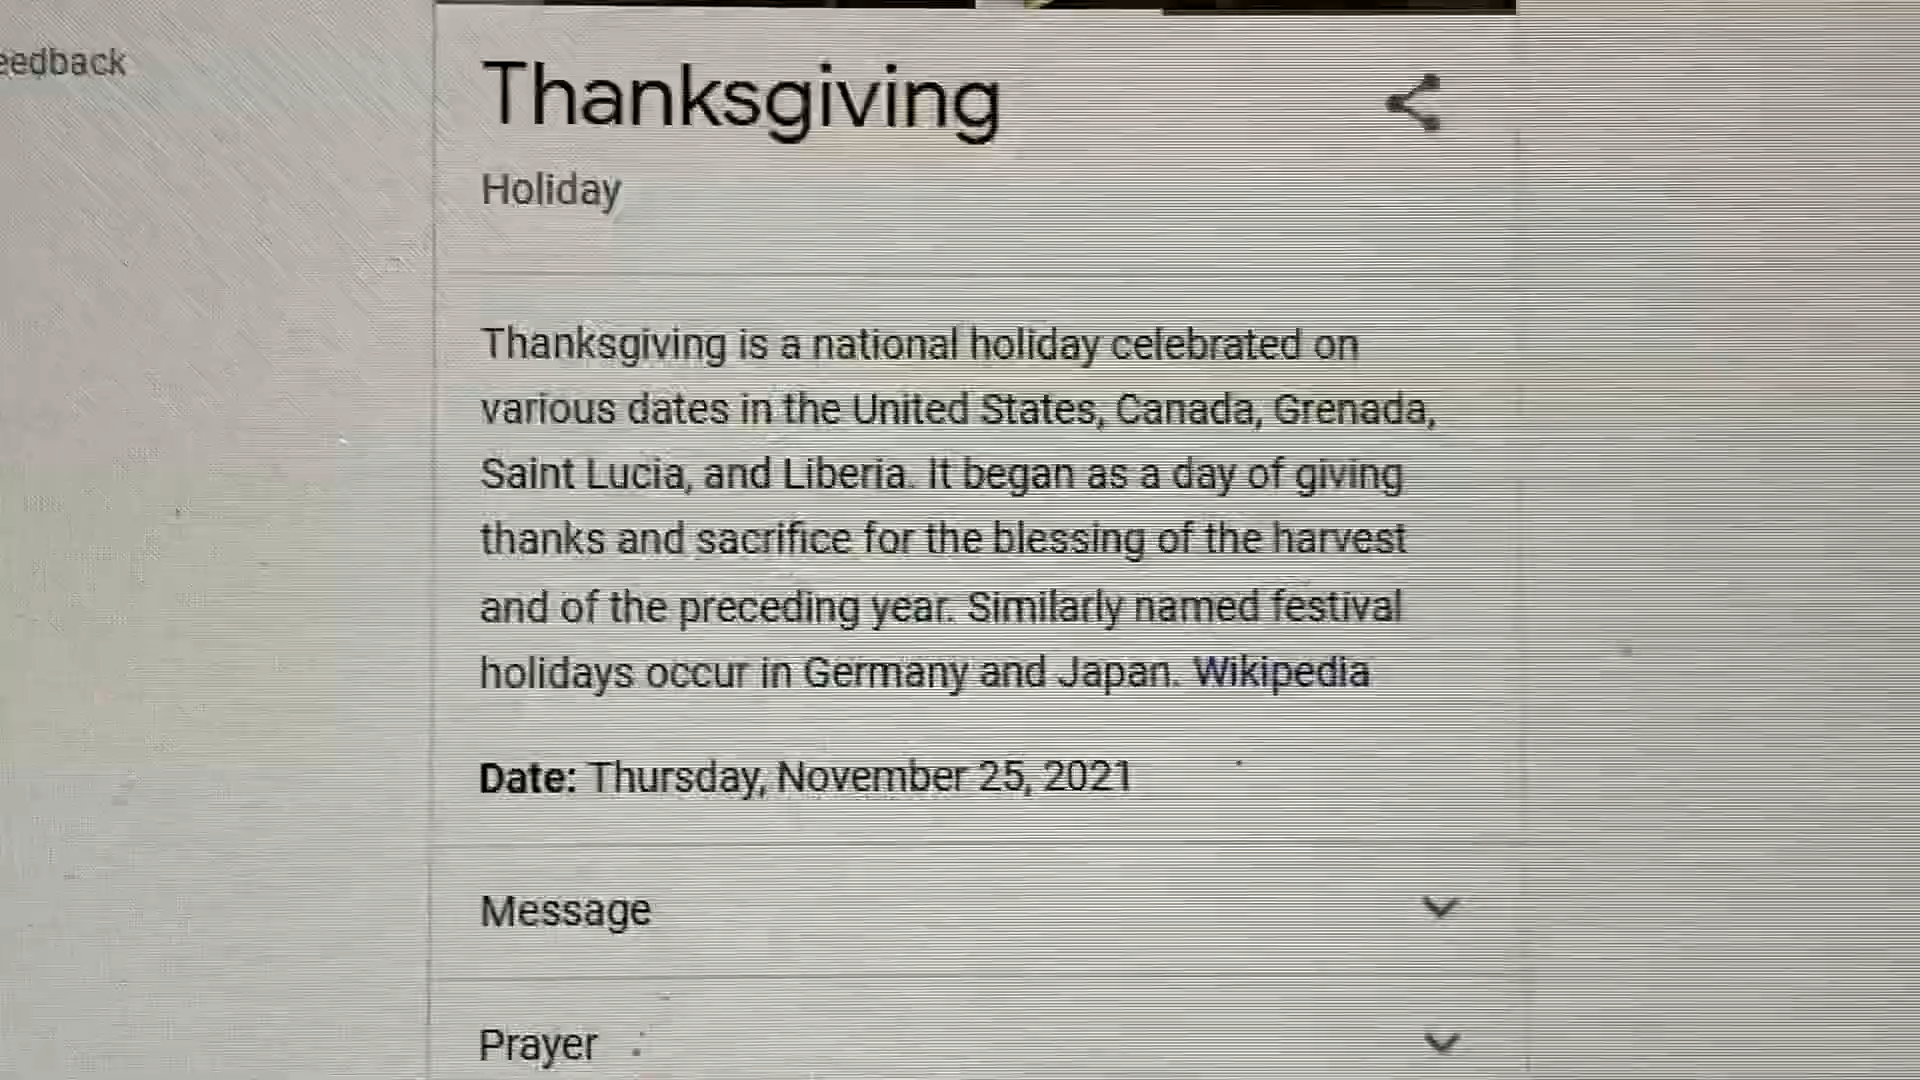 eedback
Thanksgiving
Holiday
Thanksgiving is a national holiday celebrated on
various dates in the United States, Canada, Grenada,
Saint Lucia, and Liberia. It began as a day of giving
thanks and sacrifice for the blessing of the harvest
and of the preceding year. Similarly named festival
holidays occur in Germany and Japan. Wikipedia
Date: Thursday, November 25, 2021
Message
Prayer